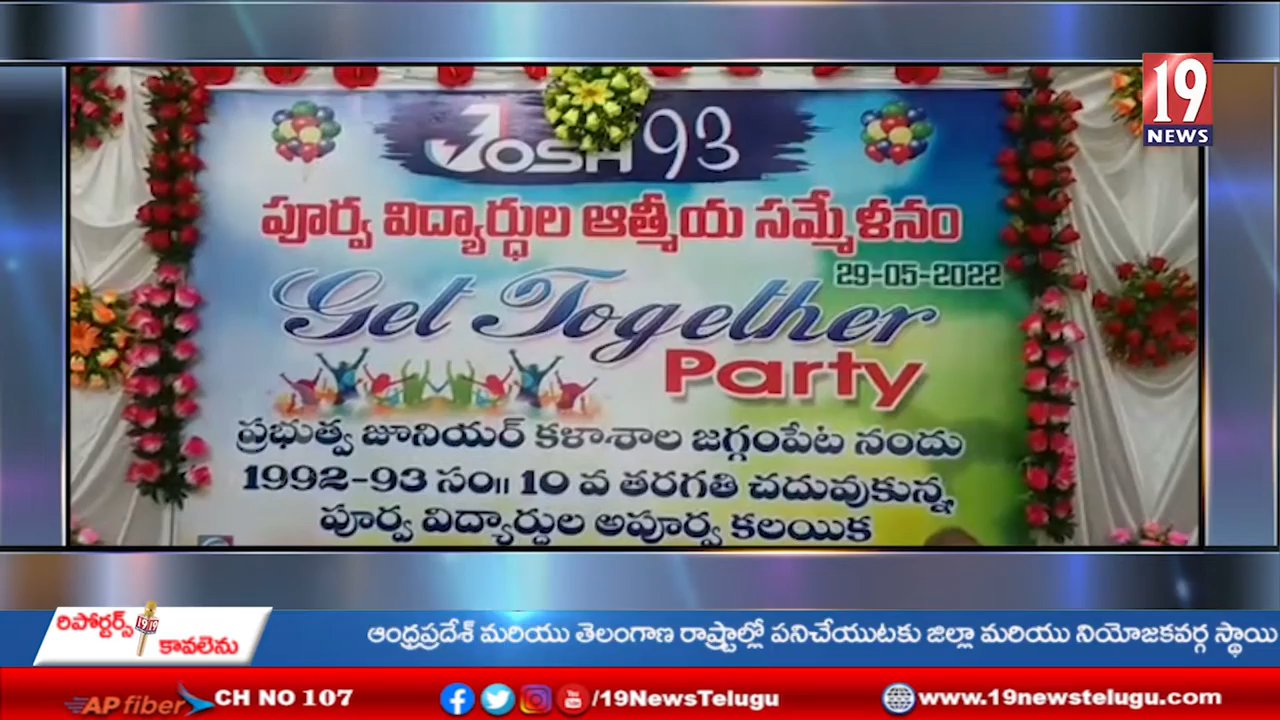 19
NEWS
JOSH 93
పూర్వ విద్యార్ధుల ఆత్మీయ సమ్మేళనం
29-05-2022
Get Together
Party
ప్రభుత్వ జూనియర్ కళాశాల జగ్గంపేట నందు
1992-93 సం॥ 10 వ తరగతి చదువుకున్న
పూర్వ విద్యార్ధుల అపూర్వ కలయిక
రిపోర్టర్స్
కావలెను
ఆంధ్రప్రదేశ్ మరియు తెలంగాణ రాష్ట్రాల్లో పనిచేయుటకు జిల్లా మరియు నియోజకవర్గ స్థాయి
AP fiber CH NO 107 /19NewsTelugu www.19newstelugu.com